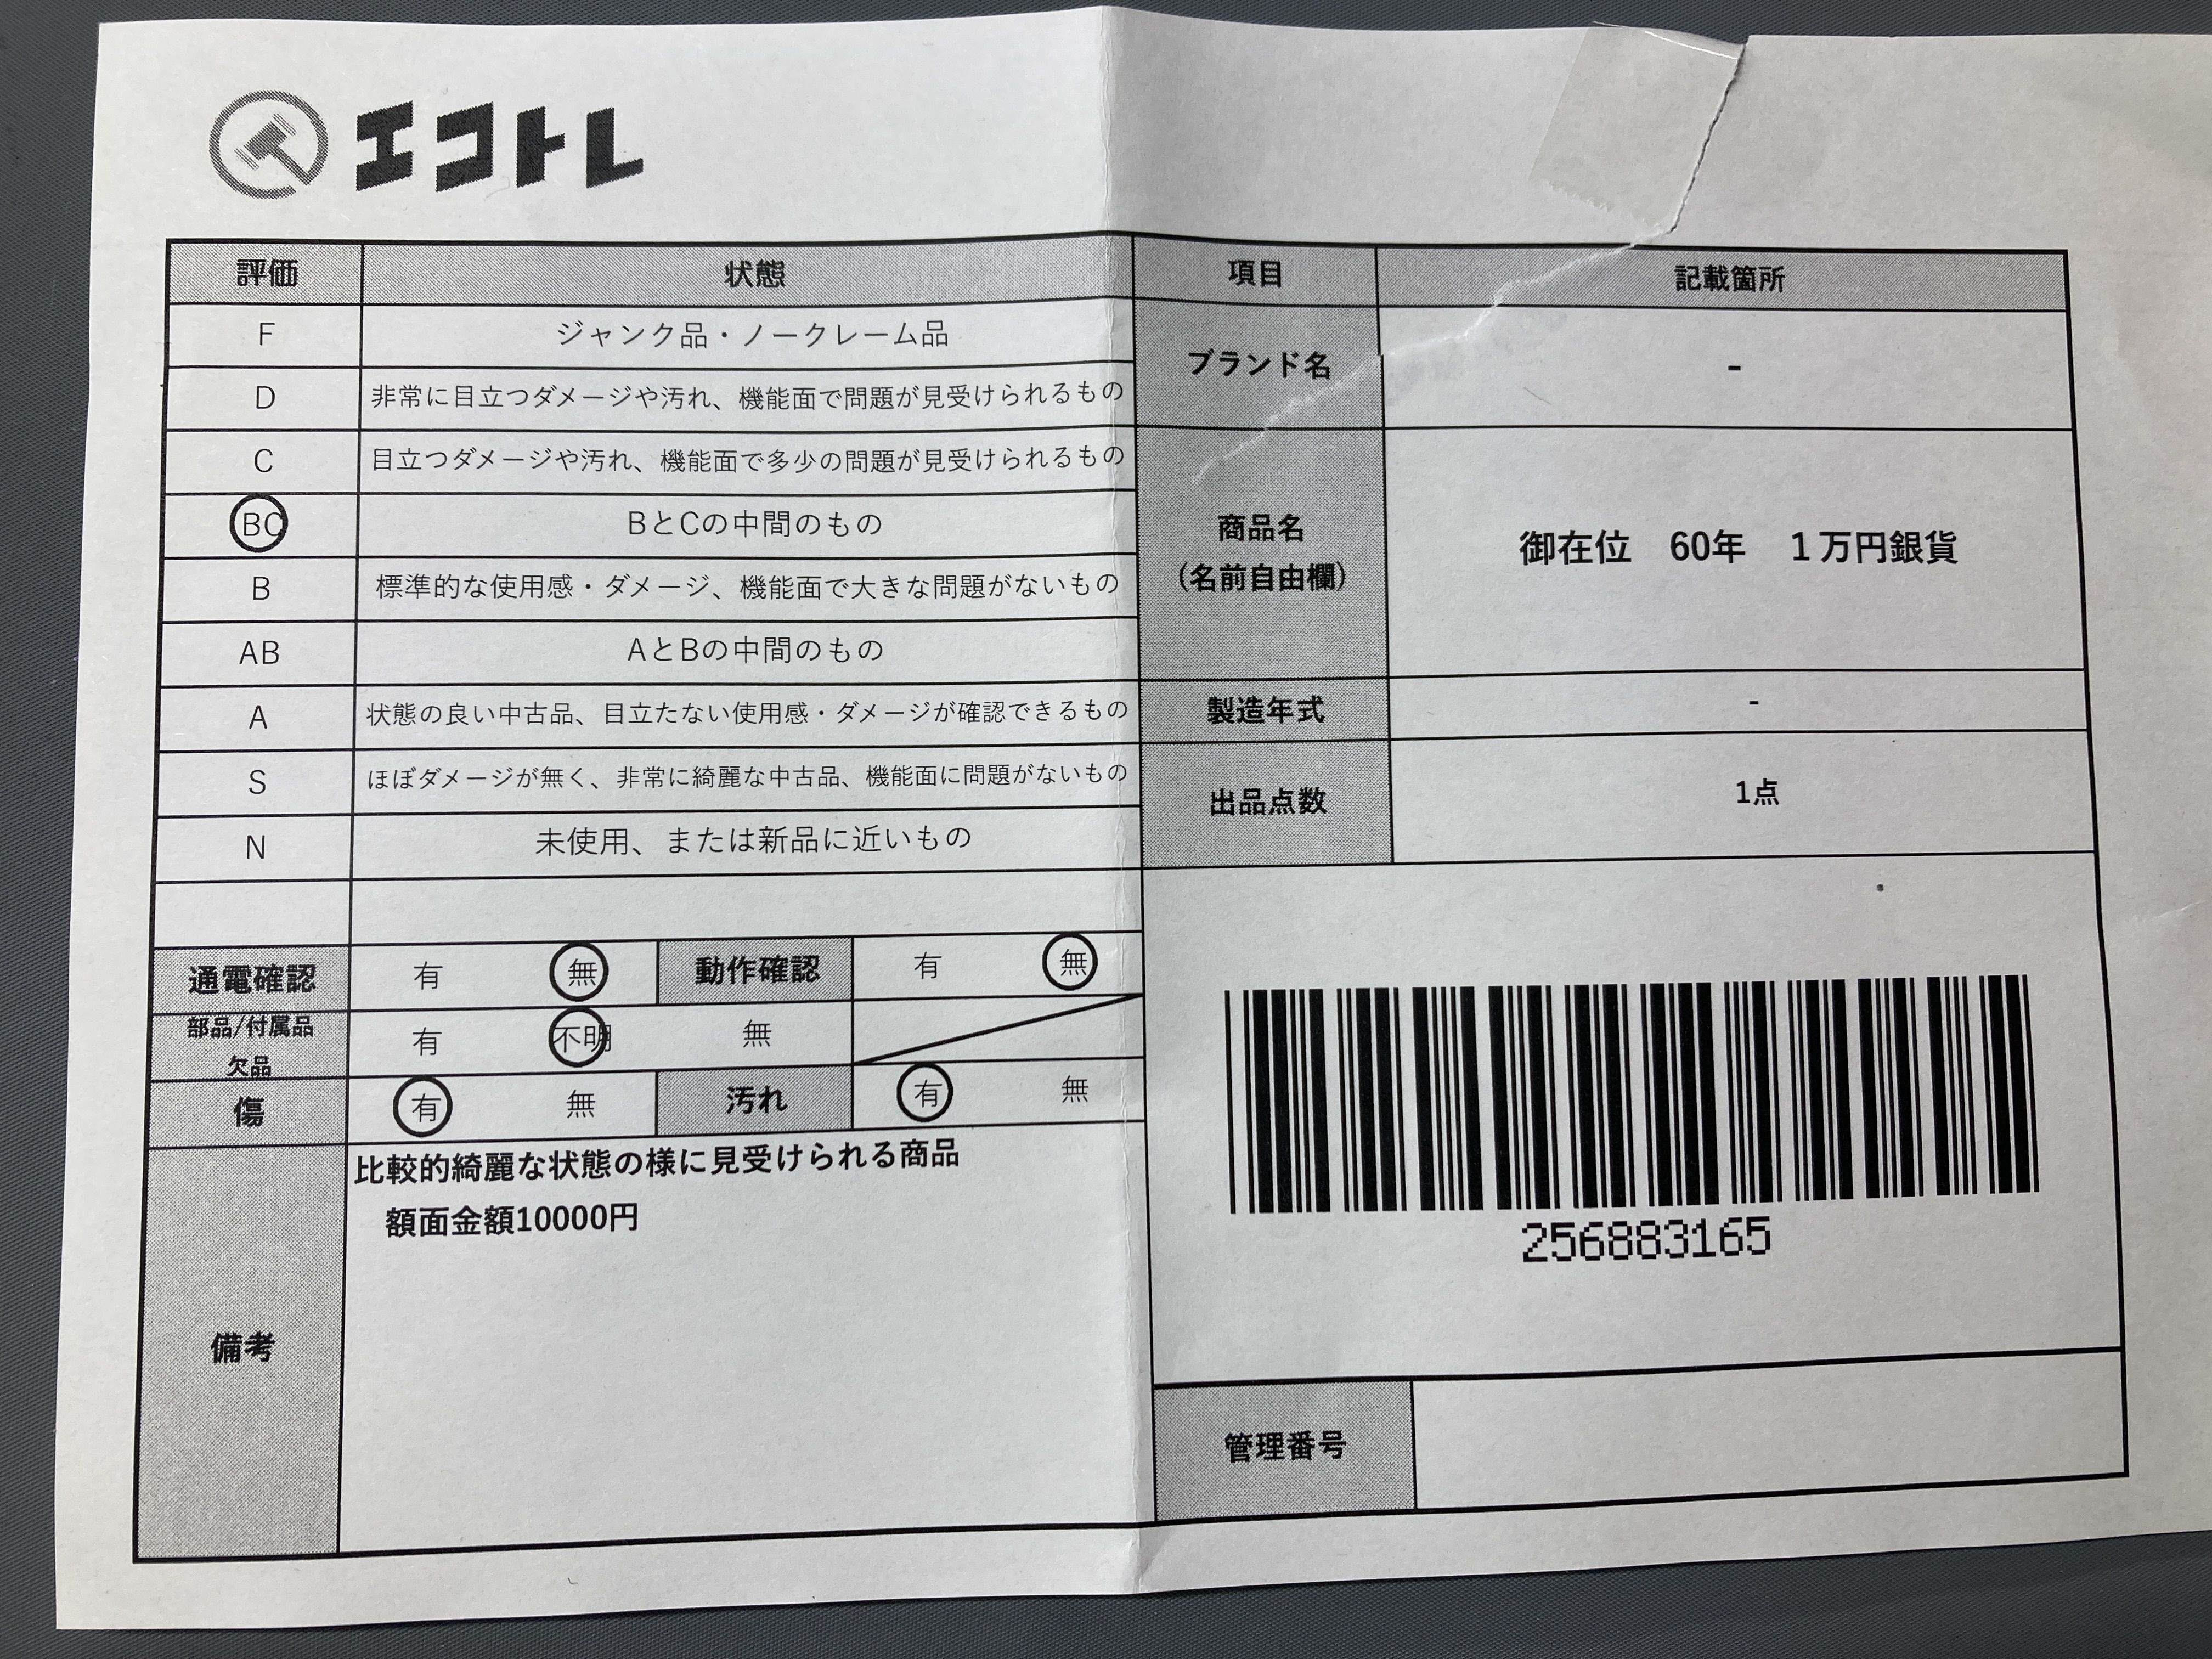 エコトレ
評価 状態
F ジャンク品・ノークレーム品
D 非常に目立つダメージや汚れ、機能面で問題が見受けられるもの
C 目立つダメージや汚れ、機能面で多少の問題が見受けられるもの
BC BとCの中間のもの
B 標準的な使用感・ダメージ、機能面で大きな問題がないもの
AB AとBの中間のもの
A 状態の良い中古品、目立たない使用感・ダメージが確認できるもの
S ほぼダメージが無く、非常に綺麗な中古品、機能面に問題がないもの
N 未使用、または新品に近いもの
通電確認 有 無 動作確認 有 無
部品/付属品
欠品 有 不明 無
傷 有 無 汚れ 有 無
備考
比較的綺麗な状態の様に見受けられる商品
額面金額10000円
項目 記載箇所
ブランド名 -
商品名
(名前自由欄)
御在位 60年 1万円銀貨
製造年式 -
出品点数 1点
256883165
管理番号